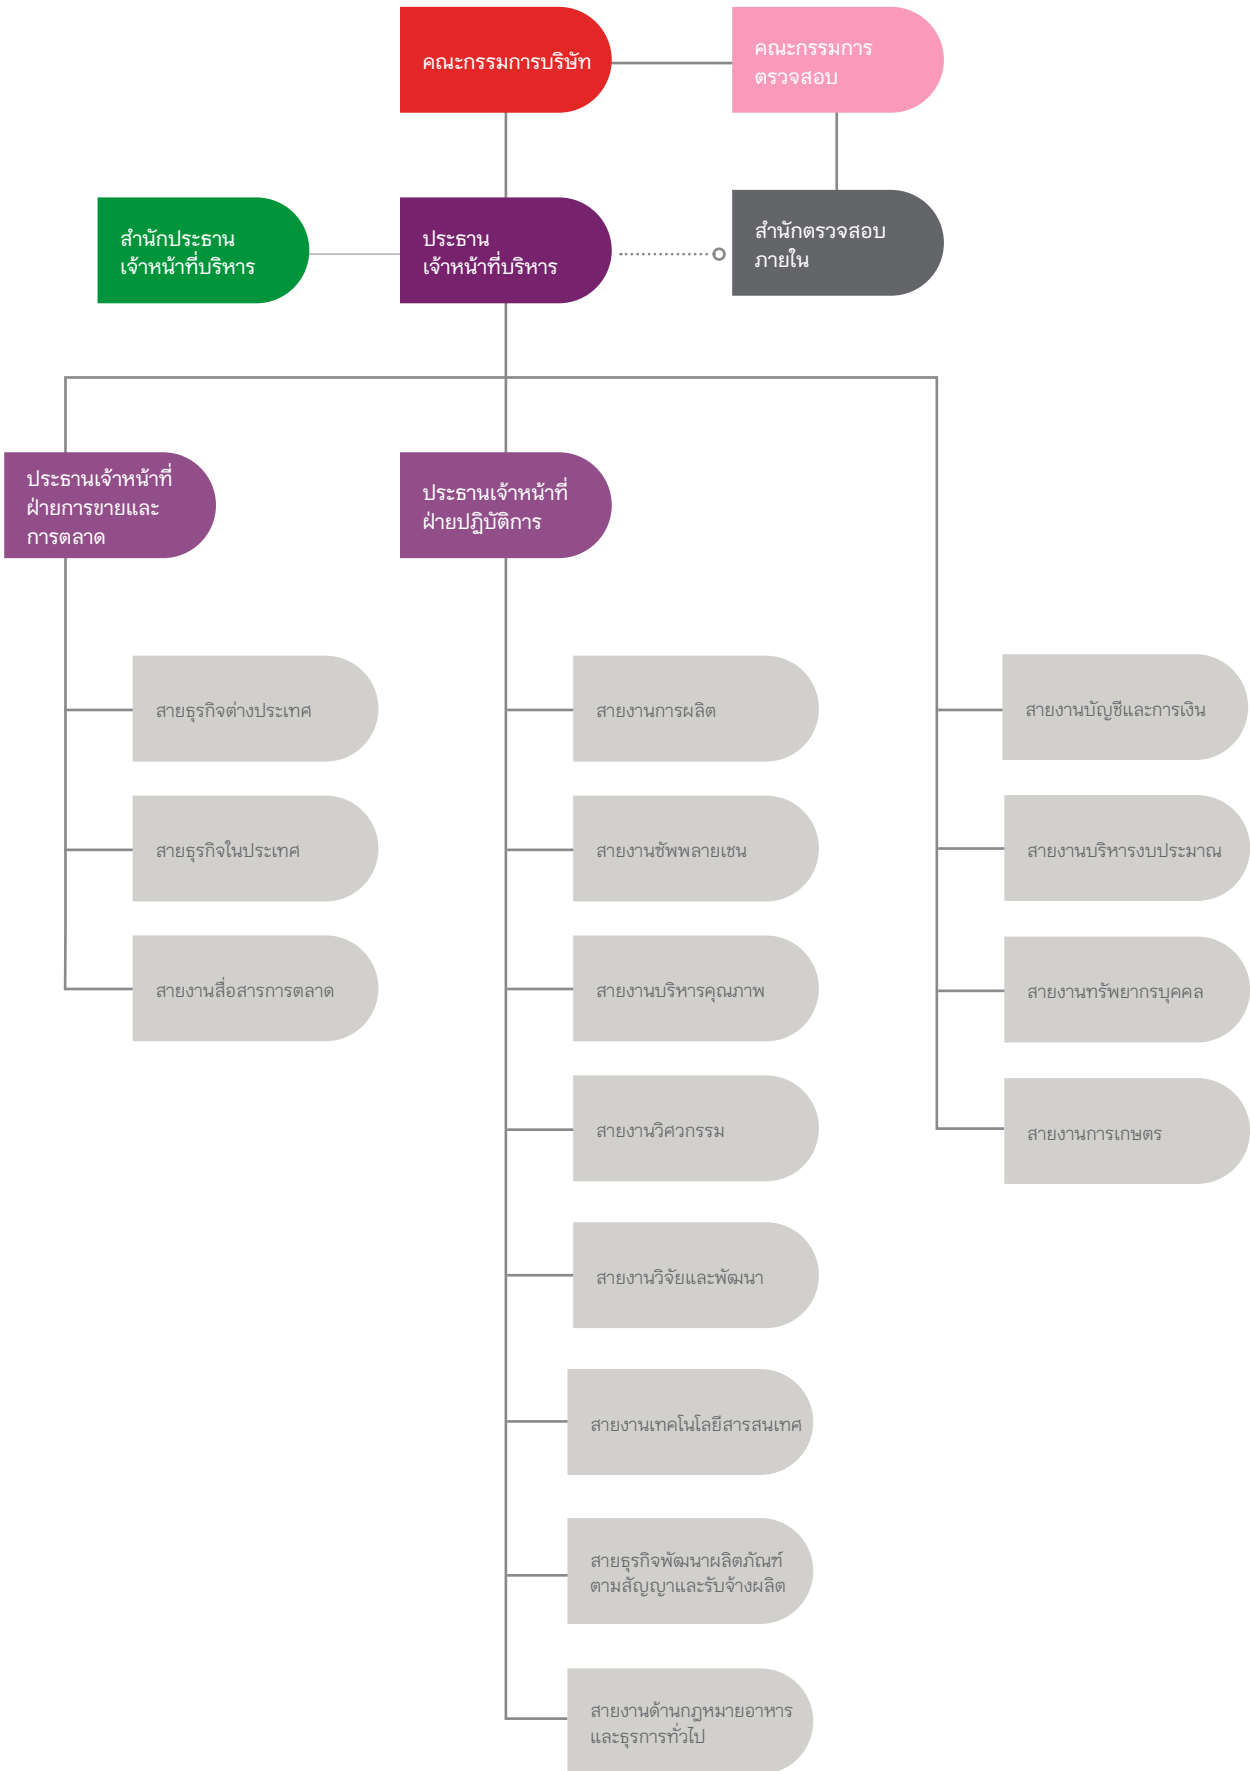 คณะกรรมการบริษัท
คณะกรรมการ
ตรวจสอบ
สำนักประธาน
เจ้าหน้าที่บริหาร
ประธาน
เจ้าหน้าที่บริหาร
สำนักตรวจสอบ
ภายใน
ประธานเจ้าหน้าที่
ฝ่ายการขายและ
การตลาด
ประธานเจ้าหน้าที่
ฝ่ายปฏิบัติการ
สายธุรกิจต่างประเทศ
สายธุรกิจในประเทศ
สายงานสื่อสารการตลาด
สายงานการผลิต
สายงานซัพพลายเชน
สายงานบริหารคุณภาพ
สายงานวิศวกรรม
สายงานวิจัยและพัฒนา
สายงานเทคโนโลยีสารสนเทศ
สายธุรกิจพัฒนาผลิตภัณฑ์
ตามสัญญาและรับจ้างผลิต
สายงานด้านกฎหมายอาหาร
และธุรการทั่วไป
สายงานบัญชีและการเงิน
สายงานบริหารงบประมาณ
สายงานทรัพยากรบุคคล
สายงานการเกษตร